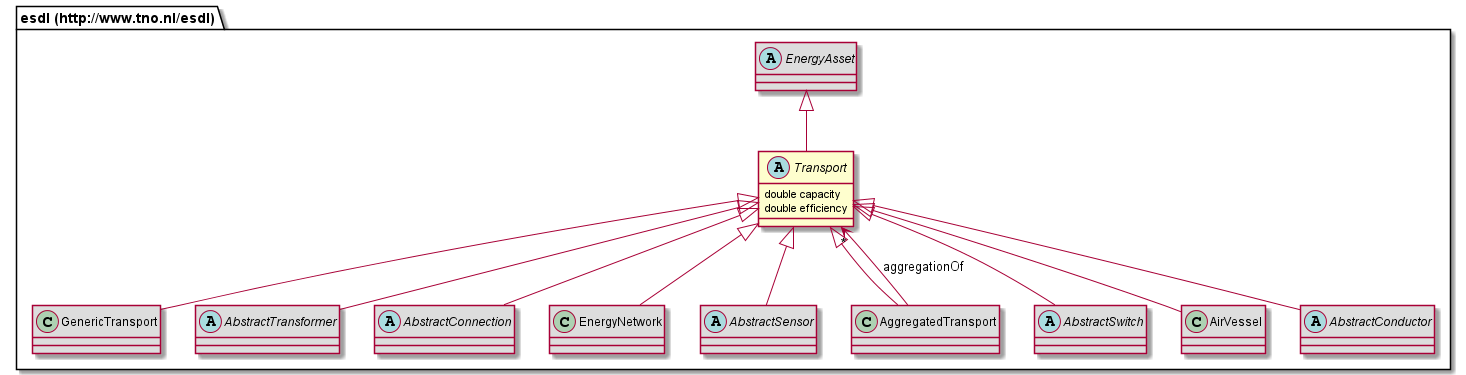 esdl (http://www.tno.nl/esdl)
A EnergyAsset
A Transport
double capacity
double efficiency
*
aggregationOf
C GenericTransport
A AbstractTransformer
A AbstractConnection
C EnergyNetwork
A AbstractSensor
C AggregatedTransport
A AbstractSwitch
C AirVessel
A AbstractConductor